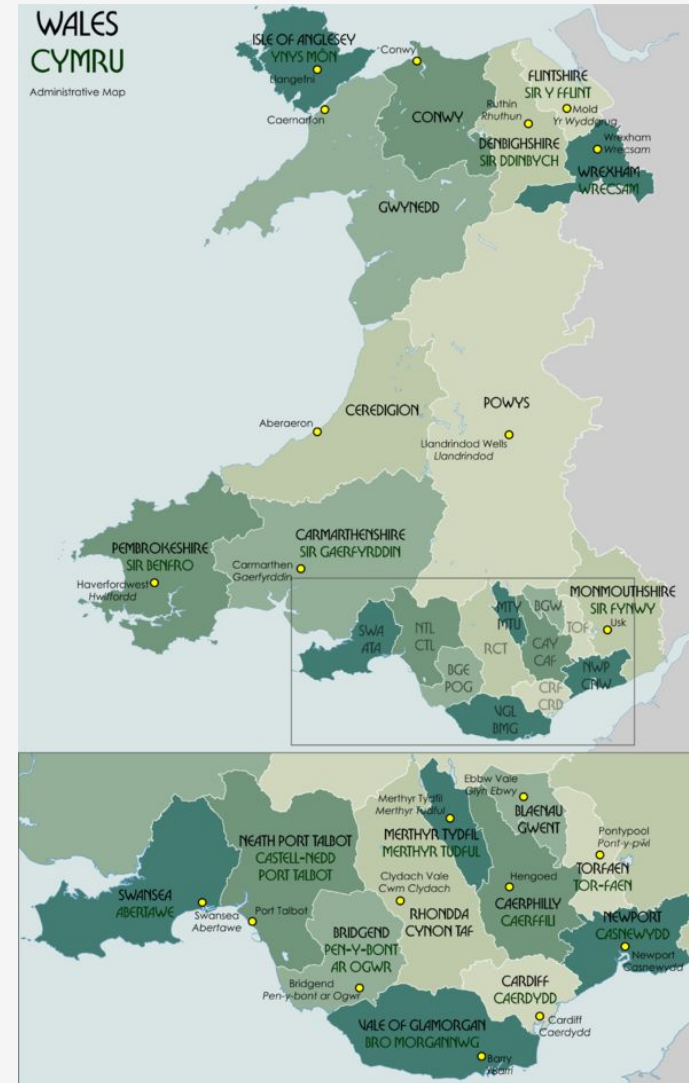 WALES
CYMRU
Administrative Map
ISLE OF ANGLESEY
YNYS MÔN
Llangefni
Conwy
Caernarfon
CONWY
FLINTSHIRE
SIR Y FFLINT
Mold
Yr Wyddgrug
Ruthin
Rhuthun
DENBIGHSHIRE
SIR DDINBYCH
Wrexham
Wrecsam
WREXHAM
WRECSAM
GWYNEDD
CEREDIGION
Aberaeron
POWYS
Llandrindod Wells
Llandrindod
PEMBROKESHIRE
SIR BENFRO
Haverfordwest
Hwlffordd
CARMARTHENSHIRE
SIR GAERFYRDDIN
Carmarthen
Gaerfyrddin
MONMOUTHSHIRE
SIR FYNWY
Usk
SWA
ATA
NTL
CTL
BGE
POG
RCT
MTY
MTU
BGW
CAY
CAF
TOF
NWP
CNW
CRF
CRD
VGL
BMG
SWANSEA
ABERTAWE
Swansea
Abertawe
NEATH PORT TALBOT
CASTELL-NEDD
PORT TALBOT
Port Talbot
BRIDGEND
PEN-Y-BONT
AR OGWR
Bridgend
Pen-y-bont ar Ogwr
Merthyr Tydfil
Merthyr Tudful
MERTHYR TYDFIL
MERTHYR TUDFUL
Clydach Vale
Cwm Clydach
RHONDDA
CYNON TAF
Ebbw Vale
Glyn Ebwy
BLAENAU
GWENT
Hengoed
CAERPHILLY
CAERFFILI
Pontypool
Pont-y-pŵl
TORFAEN
TOR-FAEN
NEWPORT
CASNEWYDD
Newport
Casnewydd
CARDIFF
CAERDYDD
Cardiff
Caerdydd
VALE OF GLAMORGAN
BRO MORGANNWG
Barry
Y Barri